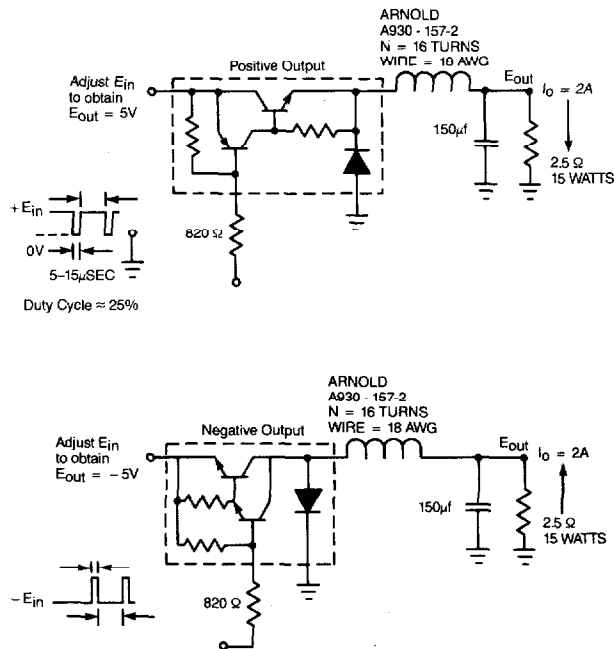 ARNOLD
A930 - 157-2
N = 16 TURNS
WIRE = 18 AWG
Positive Output
Adjust Ein
to obtain
Eout = 5V
Eout
Io = 2A
150µf
2.5 Ω
15 WATTS
+Ein
0V
5–15µSEC
820 Ω
Duty Cycle ≈ 25%
ARNOLD
A930 - 157-2
N = 16 TURNS
WIRE = 18 AWG
Negative Output
Adjust Ein
to obtain
Eout = – 5V
Eout
Io = 2A
150µf
2.5 Ω
15 WATTS
– Ein
820 Ω